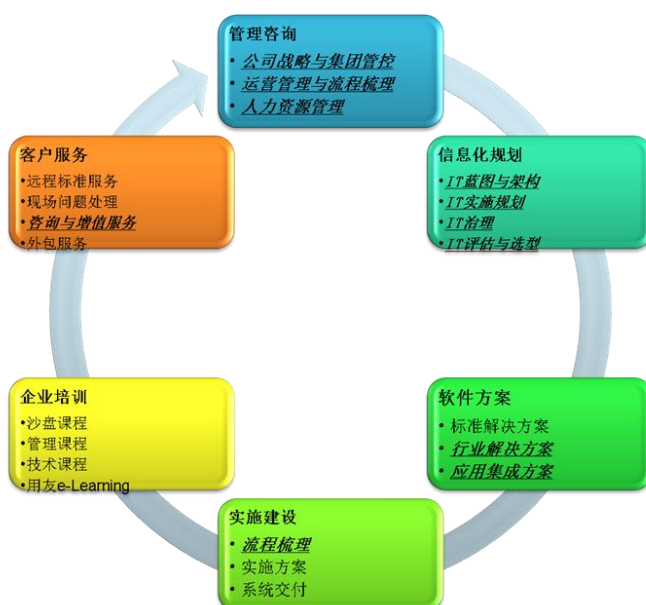 管理咨询
•公司战略与集团管控
•运营管理与流程梳理
•人力资源管理
信息化规划
•IT蓝图与架构
•IT实施规划
•IT治理
•IT评估与选型
软件方案
• 标准解决方案
• 行业解决方案
• 应用集成方案
实施建设
• 流程梳理
• 实施方案
• 系统交付
企业培训
•沙盘课程
•管理课程
•技术课程
•用友e-Learning
客户服务
•远程标准服务
•现场问题处理
•咨询与增值服务
•外包服务